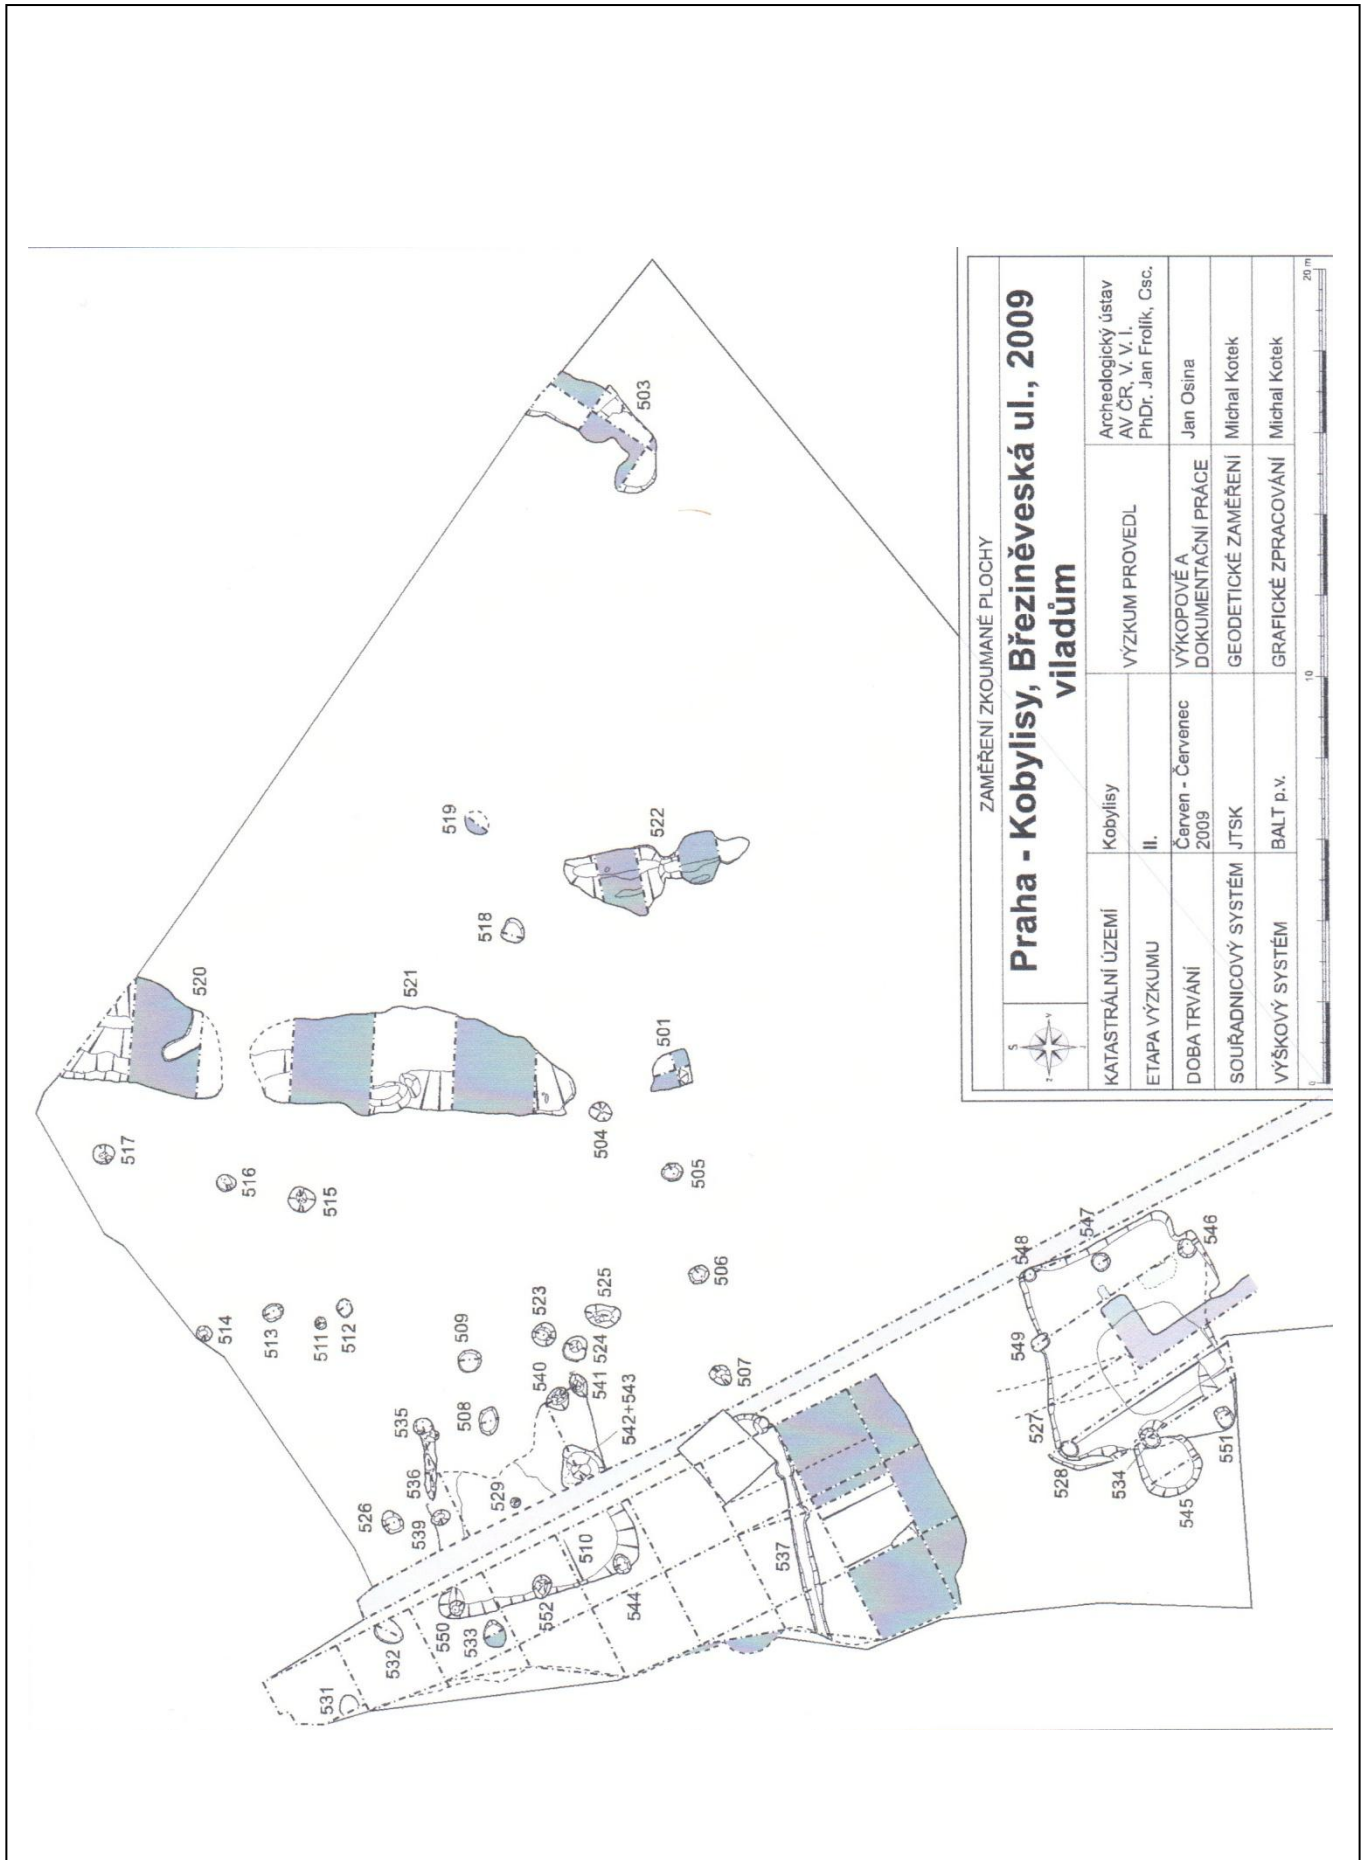 ZAMĚŘENÍ ZKOUMANÉ PLOCHY
Praha - Kobylisy, Březiněveská ul., 2009
viladům
S
V
J
Z
KATASTRÁLNÍ ÚZEMÍ
Kobylisy
VÝZKUM PROVEDL
Archeologický ústav
AV ČR, V. V. I.
PhDr. Jan Frolík, Csc.
ETAPA VÝZKUMU
II.
DOBA TRVÁNÍ
Červen - Červenec
2009
VÝKOPOVÉ A
DOKUMENTAČNÍ PRÁCE
Jan Osina
SOUŘADNICOVÝ SYSTÉM
JTSK
GEODETICKÉ ZAMĚŘENÍ
Michal Kotek
VÝŠKOVÝ SYSTÉM
BALT p.v.
GRAFICKÉ ZPRACOVÁNÍ
Michal Kotek
0
10
20 m
517
516
515
514
513
511
512
520
521
519
518
522
503
501
504
505
506
507
509
508
523
524
525
540
541
542+543
535
536
526
539
529
510
550
533
552
544
532
531
537
548
547
546
549
527
528
534
545
551